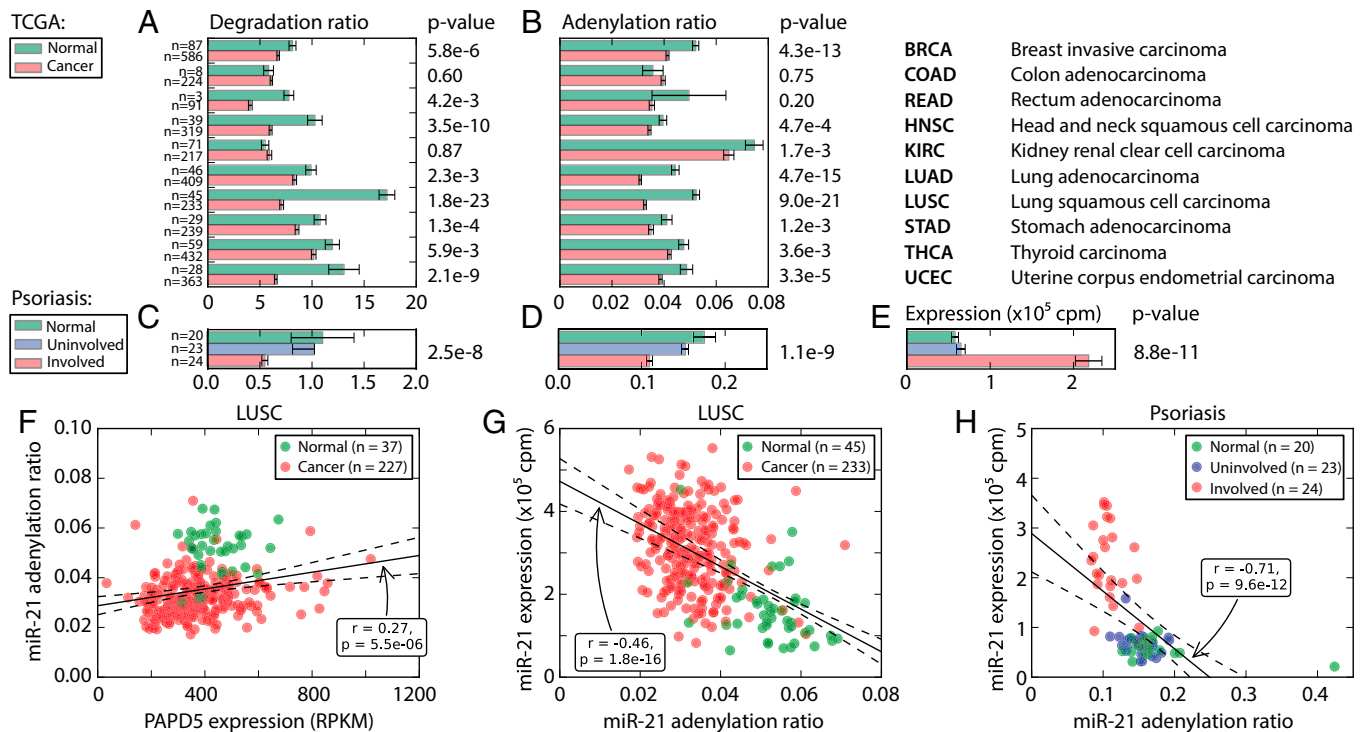 TCGA:
Normal
Cancer
A Degradation ratio p-value
n=87
n=586
5.8e-6
n=8
n=224
0.60
n=3
n=91
4.2e-3
n=39
n=319
3.5e-10
n=71
n=217
0.87
n=46
n=409
2.3e-3
n=45
n=233
1.8e-23
n=29
n=239
1.3e-4
n=59
n=432
5.9e-3
n=28
n=363
2.1e-9
0 5 10 15 20
B Adenylation ratio p-value
4.3e-13
0.75
0.20
4.7e-4
1.7e-3
4.7e-15
9.0e-21
1.2e-3
3.6e-3
3.3e-5
0 0.02 0.04 0.06 0.08
BRCA Breast invasive carcinoma
COAD Colon adenocarcinoma
READ Rectum adenocarcinoma
HNSC Head and neck squamous cell carcinoma
KIRC Kidney renal clear cell carcinoma
LUAD Lung adenocarcinoma
LUSC Lung squamous cell carcinoma
STAD Stomach adenocarcinoma
THCA Thyroid carcinoma
UCEC Uterine corpus endometrial carcinoma
Psoriasis:
Normal
Uninvolved
Involved
C
n=20
n=23
n=24
2.5e-8
0.0 0.5 1.0 1.5 2.0
D
1.1e-9
0.0 0.1 0.2
E Expression (x10⁵ cpm) p-value
8.8e-11
0 1 2
F LUSC
miR-21 adenylation ratio
0.10
0.08
0.06
0.04
0.02
0.00
Normal (n = 37)
Cancer (n = 227)
r = 0.27,
p = 5.5e-06
0 200 400 600 800 1000 1200
PAPD5 expression (RPKM)
G LUSC
miR-21 expression (x10⁵ cpm)
6
5
4
3
2
1
0
Normal (n = 45)
Cancer (n = 233)
r = -0.46,
p = 1.8e-16
0 0.02 0.04 0.06 0.08
miR-21 adenylation ratio
H Psoriasis
miR-21 expression (x10⁵ cpm)
5
4
3
2
1
0
Normal (n = 20)
Uninvolved (n = 23)
Involved (n = 24)
r = -0.71,
p = 9.6e-12
0.0 0.1 0.2 0.3 0.4
miR-21 adenylation ratio